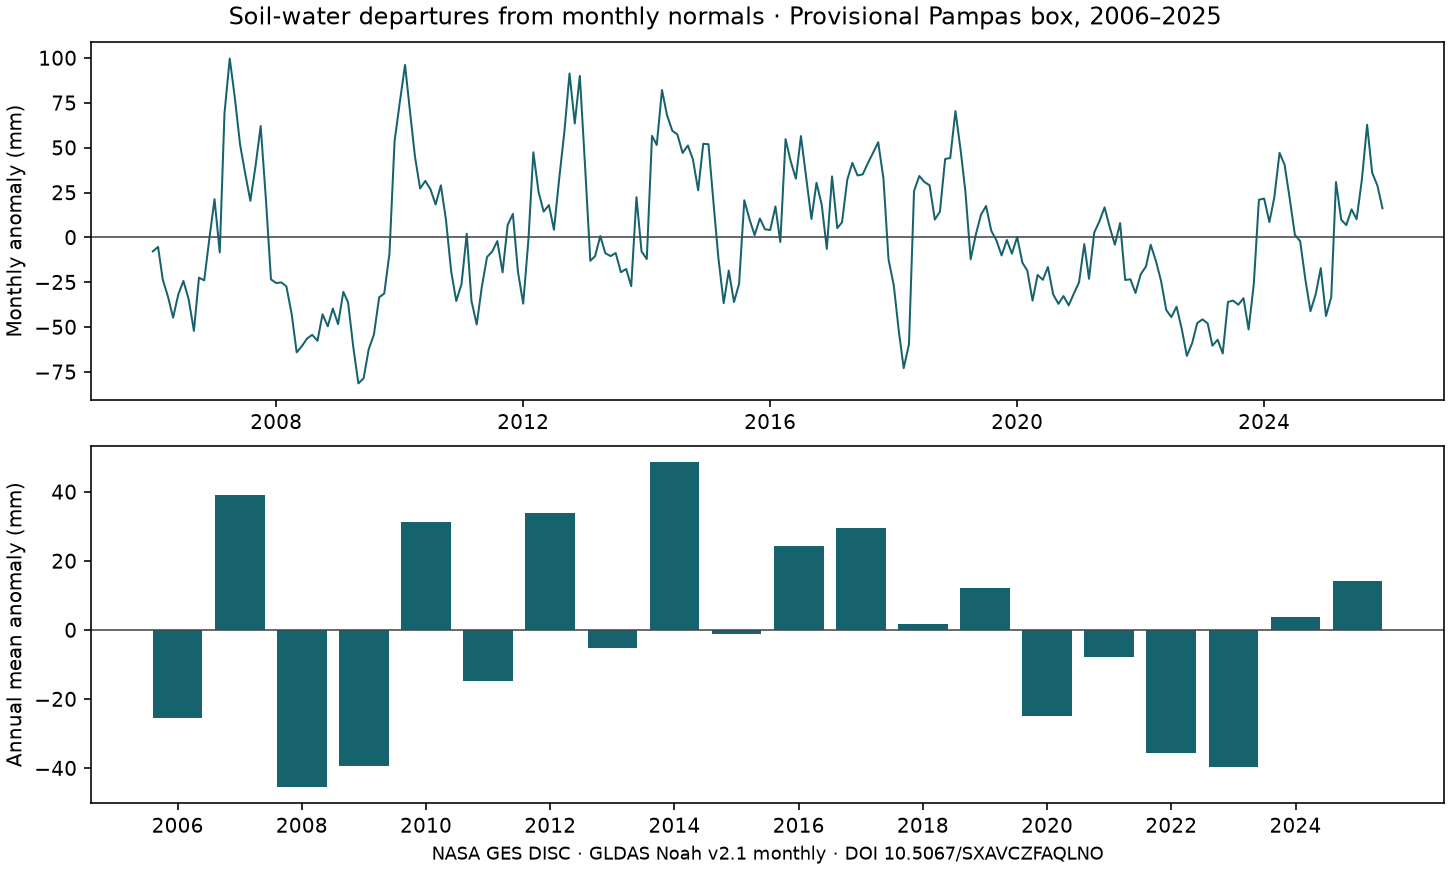 Soil-water departures from monthly normals · Provisional Pampas box, 2006–2025
Monthly anomaly (mm)
100
75
50
25
0
−25
−50
−75
2008 2012 2016 2020 2024
Annual mean anomaly (mm)
40
20
0
−20
−40
2006 2008 2010 2012 2014 2016 2018 2020 2022 2024
NASA GES DISC · GLDAS Noah v2.1 monthly · DOI 10.5067/SXAVCZFAQLNO